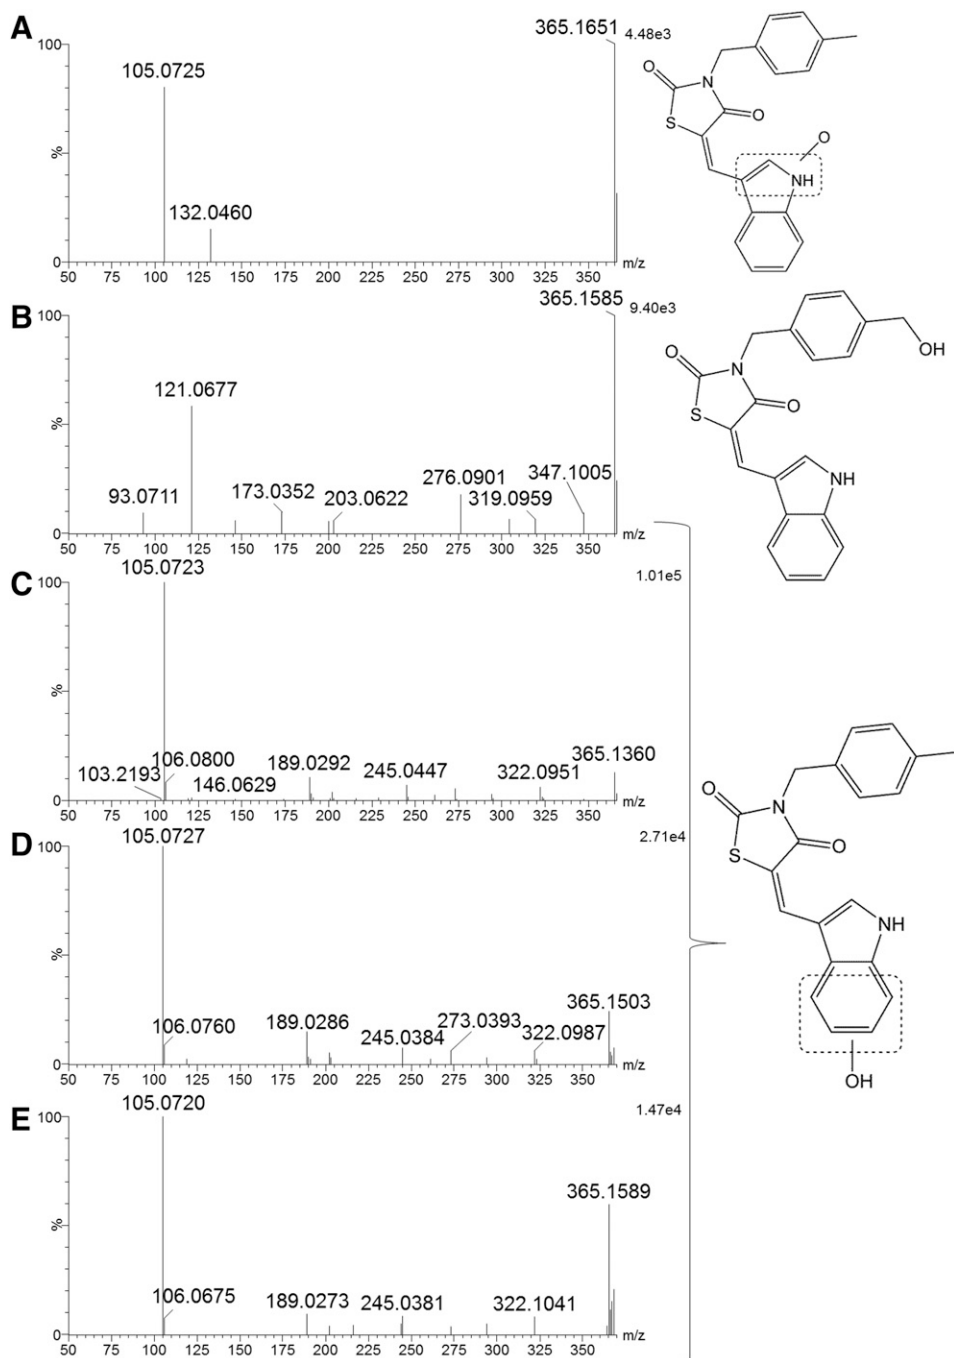 A
365.1651 4.48e3
100
105.0725
%
132.0460
0
50 75 100 125 150 175 200 225 250 275 300 325 350 m/z
O N O S O NH
B
365.1585 9.40e3
100
121.0677
%
93.0711 173.0352 203.0622 276.0901 319.0959 347.1005
0
50 75 100 125 150 175 200 225 250 275 300 325 350 m/z
OH O N O S NH
C
105.0723 1.01e5
100
%
103.2193 106.0800 146.0629 189.0292 245.0447 322.0951 365.1360
0
50 75 100 125 150 175 200 225 250 275 300 325 350 m/z
D
105.0727 2.71e4
100
%
106.0760 189.0286 245.0384 273.0393 322.0987 365.1503
0
50 75 100 125 150 175 200 225 250 275 300 325 350 m/z
O N O S NH
OH
E
105.0720 1.47e4
100
365.1589
%
106.0675 189.0273 245.0381 322.1041
0
50 75 100 125 150 175 200 225 250 275 300 325 350 m/z